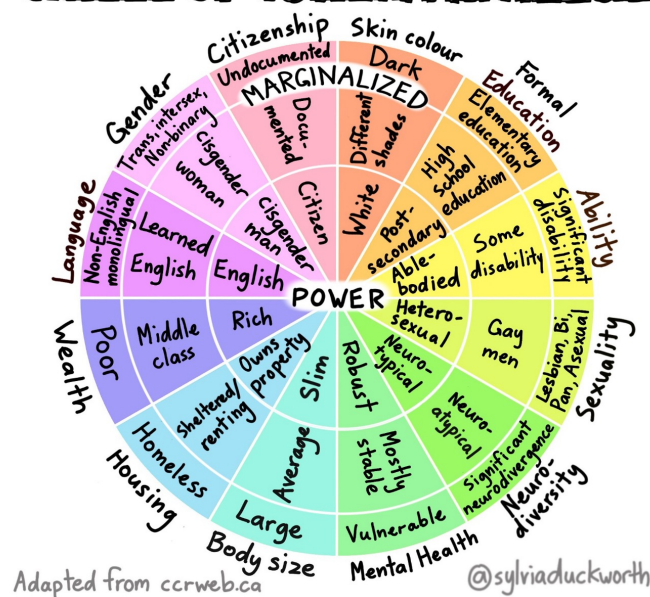 Citizenship
Undocumented
Docu-
mented
Citizen
Skin colour
Dark
Different
shades
White
Formal
Education
Elementary
education
High
School
education
Post-
secondary
Ability
Significant
disability
Some
disability
Able-
bodied
Sexuality
Lesbian, Bi,
Pan, Asexual
Gay
men
Hetero-
sexual
Neuro-
diversity
Significant
neurodivergence
Neuro-
atypical
Neuro-
typical
Mental Health
Vulnerable
Mostly
stable
Robust
Body size
Large
Average
Slim
Housing
Homeless
Sheltered/
renting
Owns
property
Wealth
Poor
Middle
class
Rich
Language
Non-English
monolingual
Learned
English
English
Gender
Trans, intersex,
Non-binary
cisgender
woman
cisgender
man
MARGINALIZED
POWER
Adapted from ccrweb.ca
@sylviaduckworth